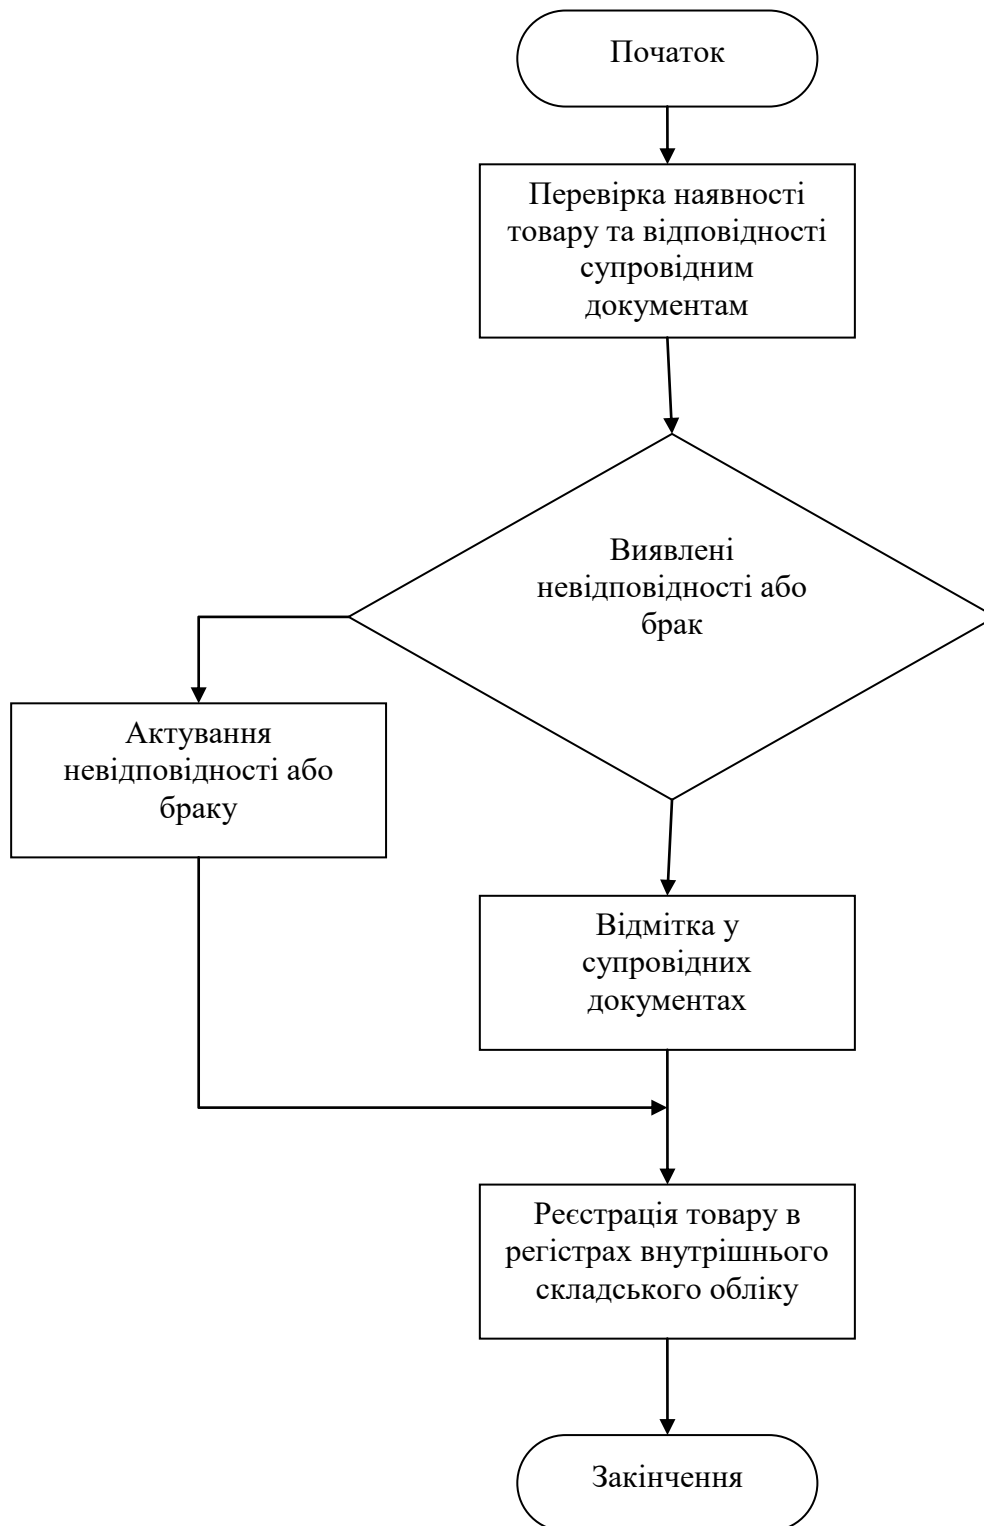 Початок
Перевірка наявності
товару та відповідності
супровідним
документам
Виявлені
невідповідності або
брак
Актування
невідповідності або
браку
Відмітка у
супровідних
документах
Реєстрація товару в
регістрах внутрішнього
складського обліку
Закінчення